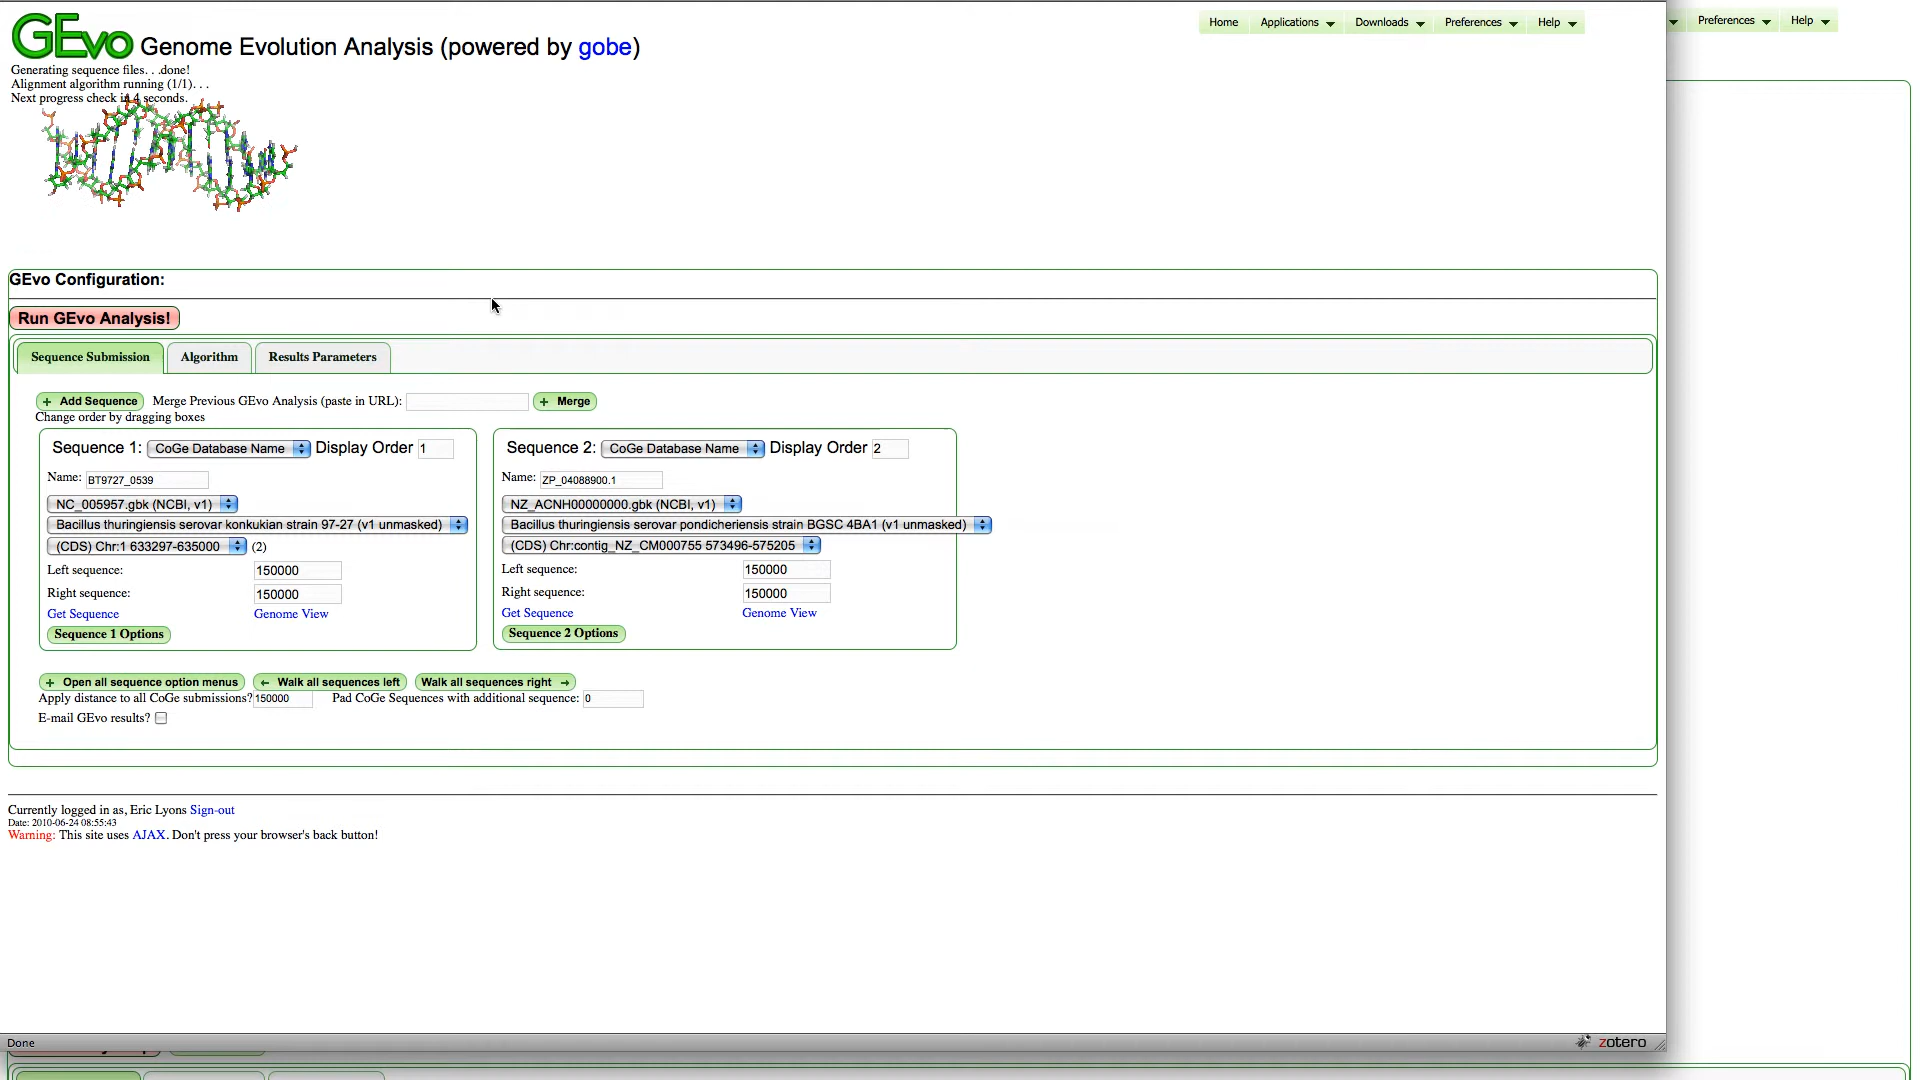 Home Applications Downloads Preferences Help
Preferences Help
GEvo Genome Evolution Analysis (powered by gobe)
Generating sequence files. . .done!
Alignment algorithm running (1/1). . .
Next progress check in 4 seconds.
GEvo Configuration:
Run GEvo Analysis!
Sequence Submission Algorithm Results Parameters
+ Add Sequence Merge Previous GEvo Analysis (paste in URL): + Merge
Change order by dragging boxes
Sequence 1: CoGe Database Name Display Order 1
Name: BT9727_0539
NC_005957.gbk (NCBI, v1)
Bacillus thuringiensis serovar konkukian strain 97-27 (v1 unmasked)
(CDS) Chr:1 633297-635000 (2)
Left sequence: 150000
Right sequence: 150000
Get Sequence Genome View
Sequence 1 Options
Sequence 2: CoGe Database Name Display Order 2
Name: ZP_04088900.1
NZ_ACNH00000000.gbk (NCBI, v1)
Bacillus thuringiensis serovar pondicheriensis strain BGSC 4BA1 (v1 unmasked)
(CDS) Chr:contig_NZ_CM000755 573496-575205
Left sequence: 150000
Right sequence: 150000
Get Sequence Genome View
Sequence 2 Options
+ Open all sequence option menus ← Walk all sequences left Walk all sequences right →
Apply distance to all CoGe submissions? 150000 Pad CoGe Sequences with additional sequence: 0
E-mail GEvo results?
Currently logged in as, Eric Lyons Sign-out
Date: 2010-06-24 08:55:43
Warning: This site uses AJAX. Don't press your browser's back button!
Done zotero